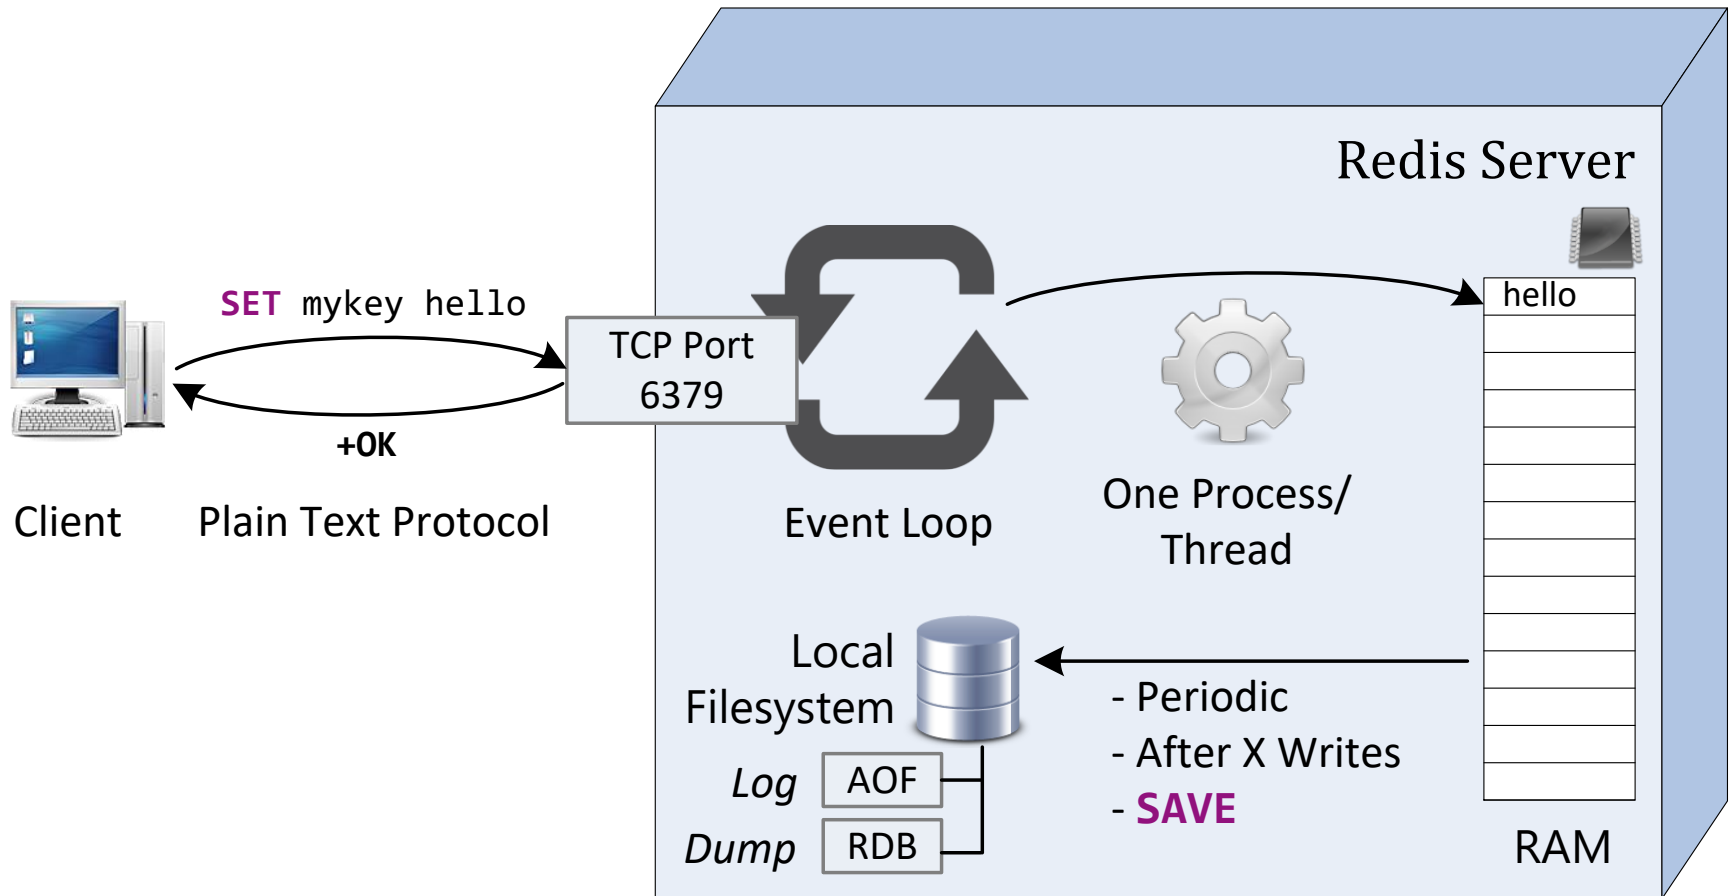 Redis Server
SET mykey hello
hello
TCP Port
6379
+OK
Client
Plain Text Protocol
Event Loop
One Process/
Thread
Local
Filesystem
- Periodic
- After X Writes
- SAVE
Log
AOF
Dump
RDB
RAM